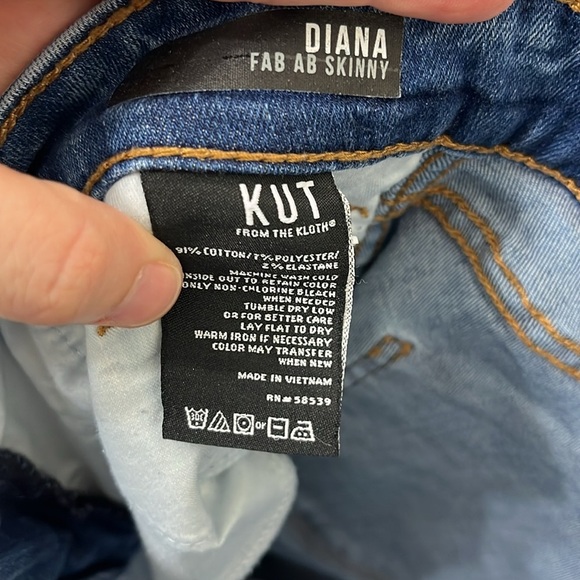 DIANA
FAB AB SKINNY
KUT
FROM THE KLOTH®
91% COTTON/7% POLYESTER/
2% ELASTANE
MACHINE WASH COLD
INSIDE OUT TO RETAIN COLOR
ONLY NON-CHLORINE BLEACH
WHEN NEEDED
TUMBLE DRY LOW
OR FOR BETTER CARE
LAY FLAT TO DRY
WARM IRON IF NECESSARY
COLOR MAY TRANSFER
WHEN NEW
MADE IN VIETNAM
RN# 58539
30C or